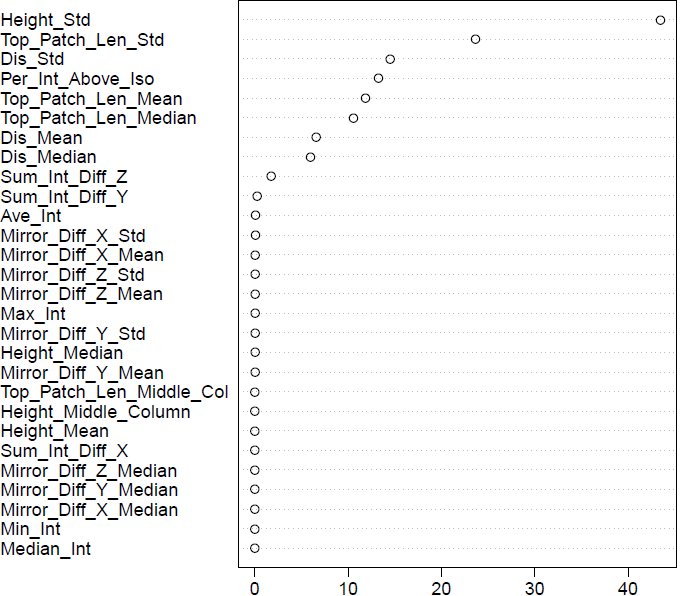 Height_Std
Top_Patch_Len_Std
Dis_Std
Per_Int_Above_Iso
Top_Patch_Len_Mean
Top_Patch_Len_Median
Dis_Mean
Dis_Median
Sum_Int_Diff_Z
Sum_Int_Diff_Y
Ave_Int
Mirror_Diff_X_Std
Mirror_Diff_X_Mean
Mirror_Diff_Z_Std
Mirror_Diff_Z_Mean
Max_Int
Mirror_Diff_Y_Std
Height_Median
Mirror_Diff_Y_Mean
Top_Patch_Len_Middle_Col
Height_Middle_Column
Height_Mean
Sum_Int_Diff_X
Mirror_Diff_Z_Median
Mirror_Diff_Y_Median
Mirror_Diff_X_Median
Min_Int
Median_Int
0 10 20 30 40